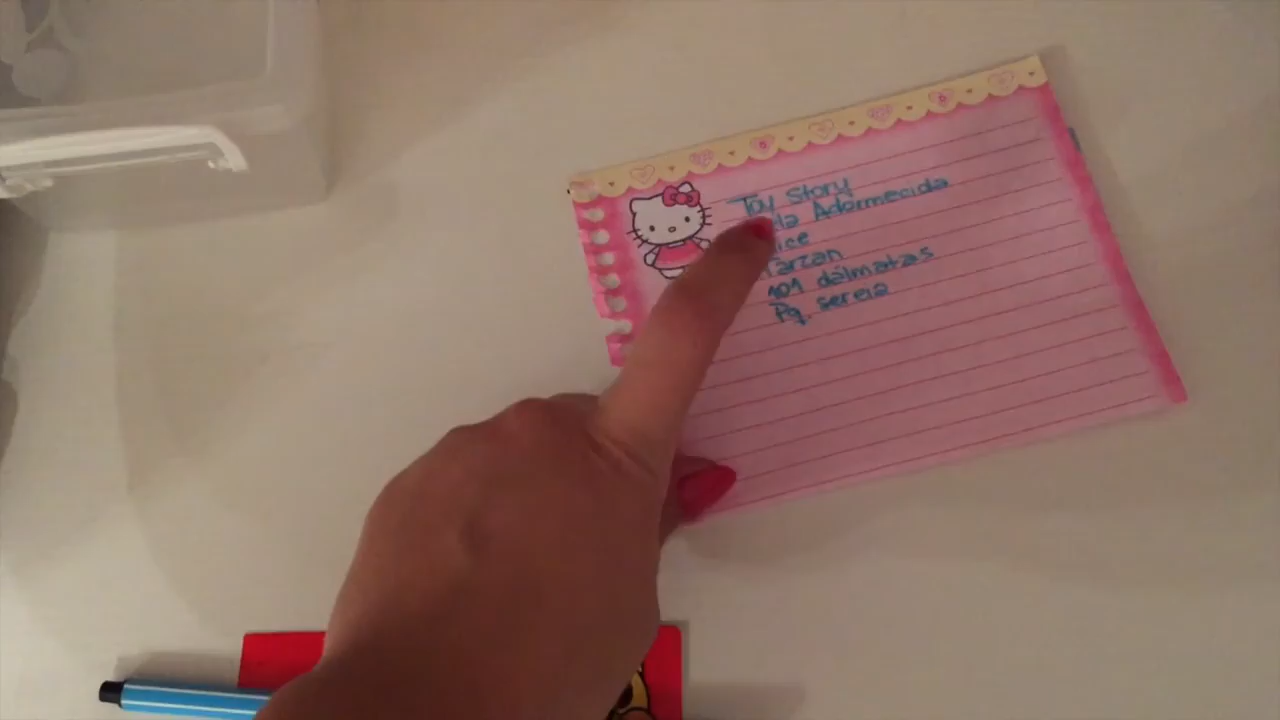 Toy Story
Adormecida
Tarzan
101 dálmatas
Pq. sereia